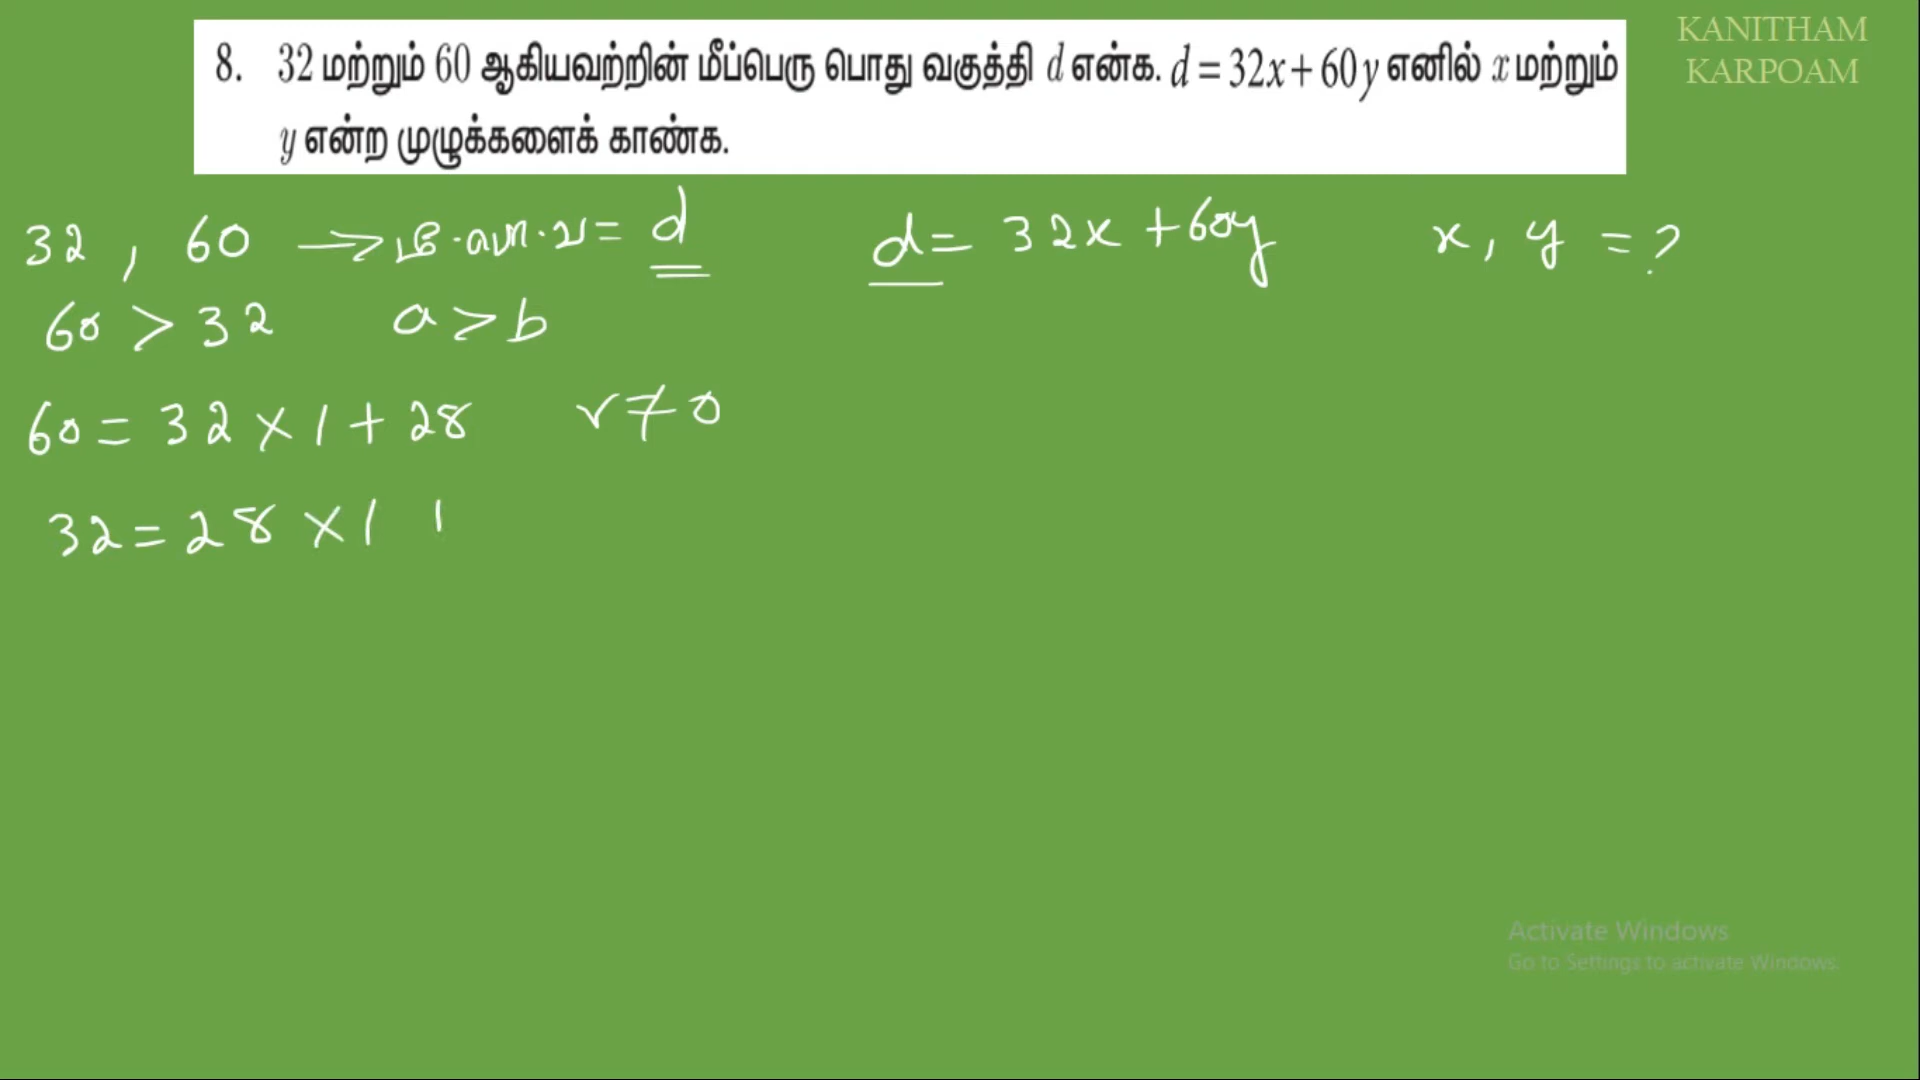 KANITHAM
KARPOAM
8. 32 மற்றும் 60 ஆகியவற்றின் மீப்பெரு பொது வகுத்தி d என்க. d = 32x + 60y எனில் x மற்றும்
y என்ற முழுக்களைக் காண்க.
32 , 60 → மீ.பொ.வ = d d = 32x + 60y x, y = ?
60 > 32 a > b
60 = 32 × 1 + 28 r ≠ 0
32 = 28 × 1
Activate Windows
Go to Settings to activate Windows.